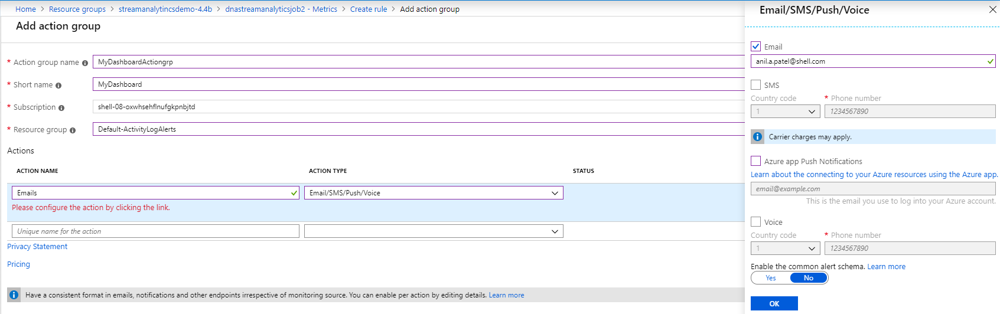 Home > Resource groups > streamanalytincsdemo-4.4b > dnastreamanalyticsjob2 - Metrics > Create rule > Add action group
Add action group
* Action group name
MyDashboardActiongrp
* Short name
MyDashboard
* Subscription
shell-08-oxwhsehflnufgkpnbjtd
* Resource group
Default-ActivityLogAlerts
Actions
ACTION NAME ACTION TYPE STATUS
Emails Email/SMS/Push/Voice
Please configure the action by clicking the link.
Unique name for the action
Privacy Statement
Pricing
Have a consistent format in emails, notifications and other endpoints irrespective of monitoring source. You can enable per action by editing details. Learn more
Email/SMS/Push/Voice
Email
anil.a.patel@shell.com
SMS
Country code * Phone number
1 1234567890
Carrier charges may apply.
Azure app Push Notifications
Learn about the connecting to your Azure resources using the Azure app.
email@example.com
This is the email you use to log into your Azure account.
Voice
Country code * Phone number
1 1234567890
Enable the common alert schema. Learn more
Yes No
OK